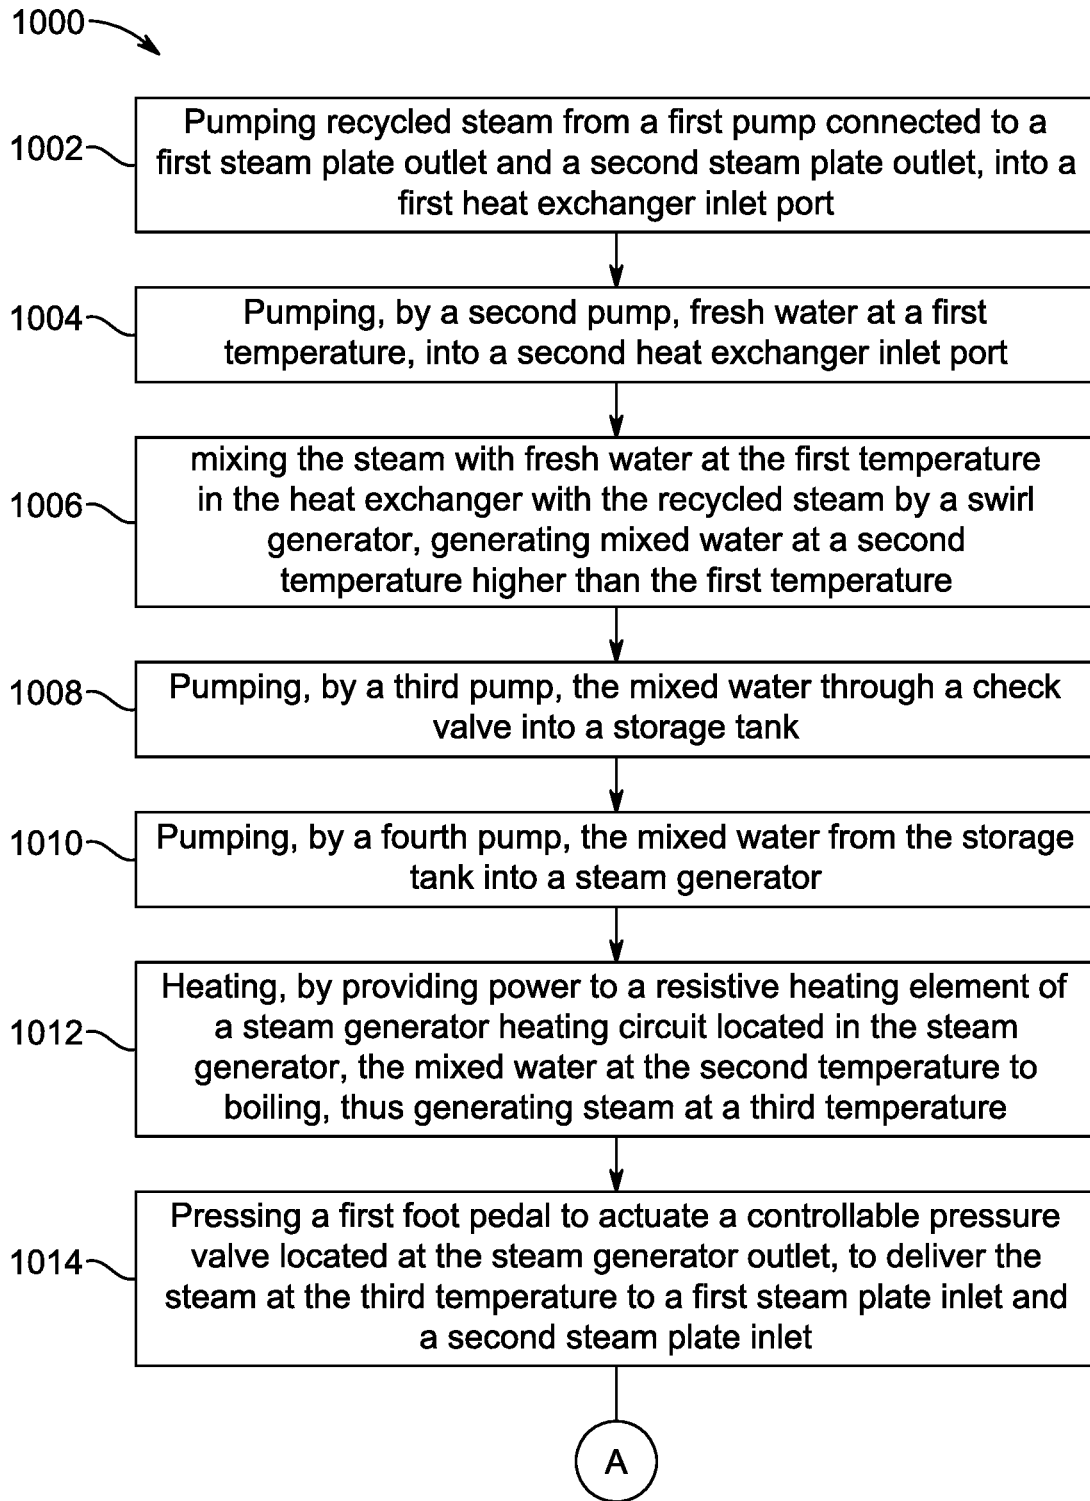 1000
1002
Pumping recycled steam from a first pump connected to a
first steam plate outlet and a second steam plate outlet, into a
first heat exchanger inlet port
1004
Pumping, by a second pump, fresh water at a first
temperature, into a second heat exchanger inlet port
1006
mixing the steam with fresh water at the first temperature
in the heat exchanger with the recycled steam by a swirl
generator, generating mixed water at a second
temperature higher than the first temperature
1008
Pumping, by a third pump, the mixed water through a check
valve into a storage tank
1010
Pumping, by a fourth pump, the mixed water from the storage
tank into a steam generator
1012
Heating, by providing power to a resistive heating element of
a steam generator heating circuit located in the steam
generator, the mixed water at the second temperature to
boiling, thus generating steam at a third temperature
1014
Pressing a first foot pedal to actuate a controllable pressure
valve located at the steam generator outlet, to deliver the
steam at the third temperature to a first steam plate inlet and
a second steam plate inlet
A